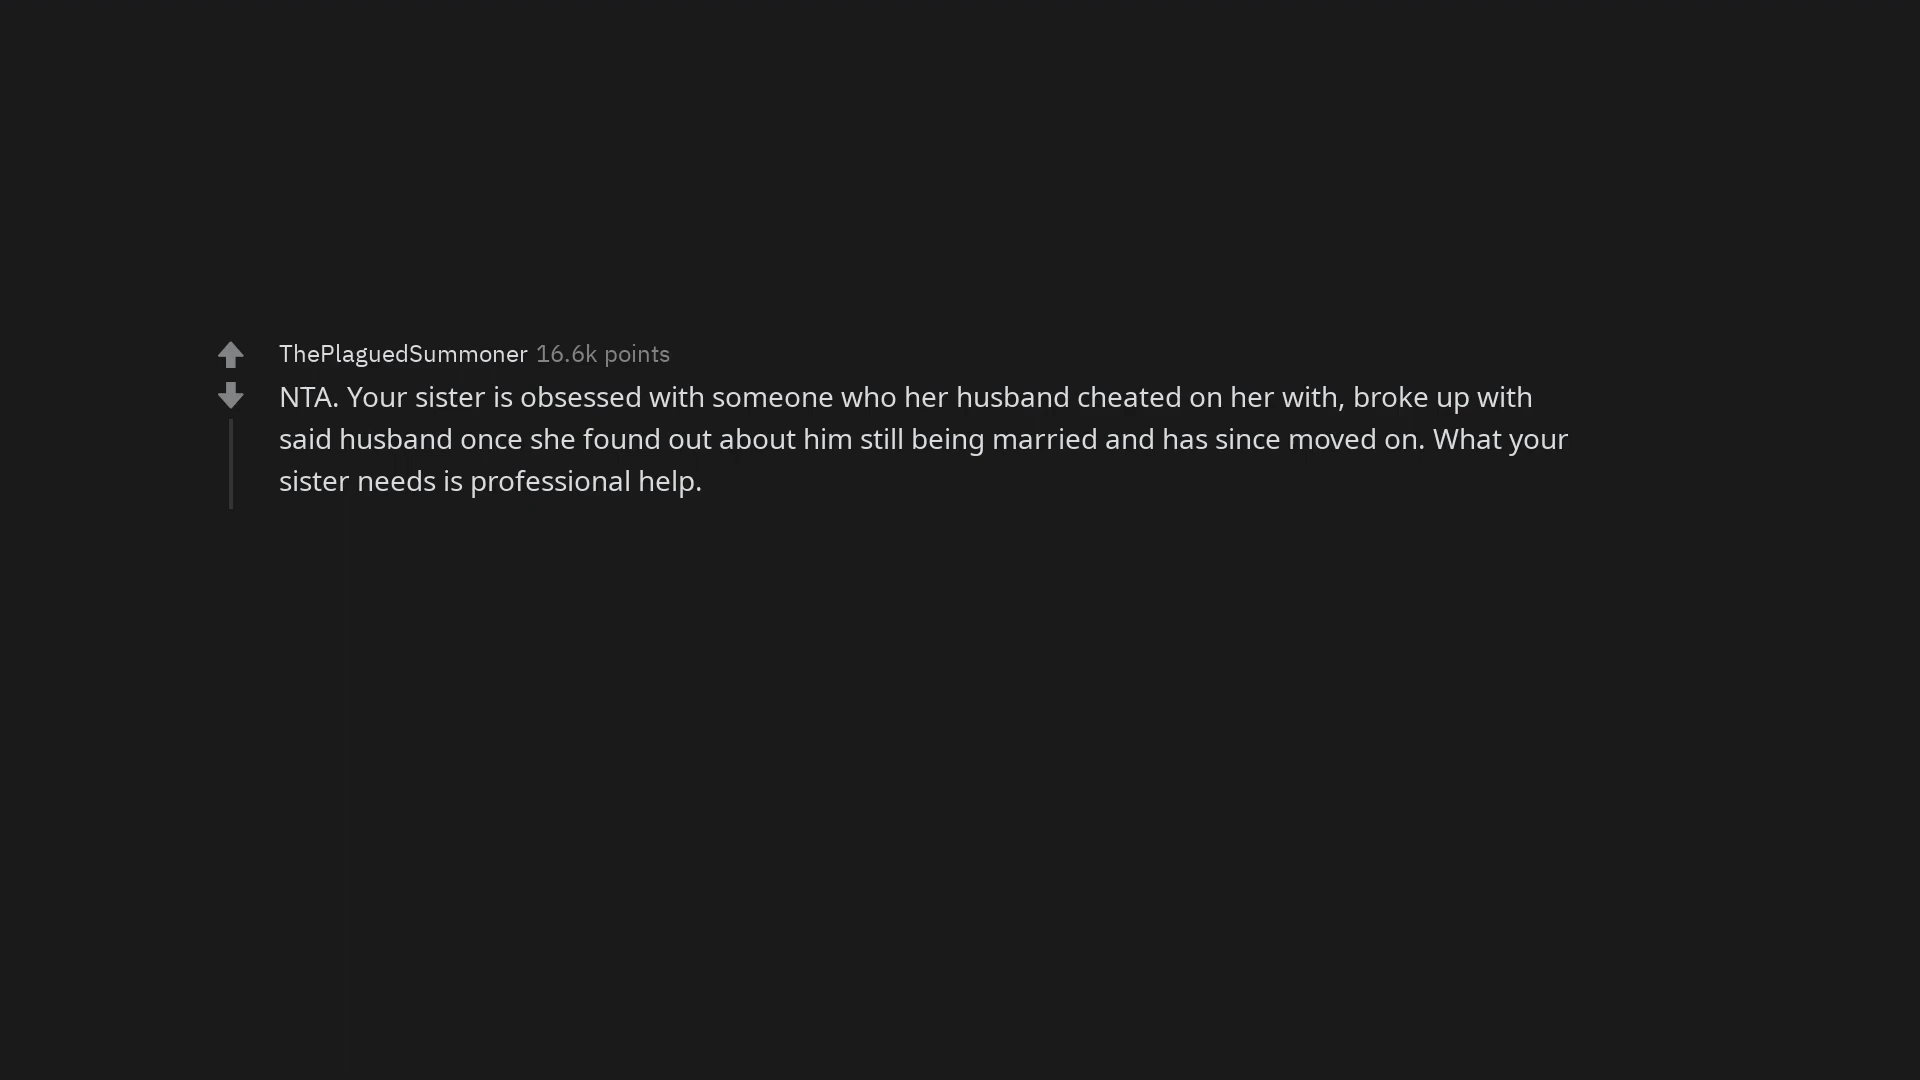 ThePlaguedSummoner 16.6k points
NTA. Your sister is obsessed with someone who her husband cheated on her with, broke up with
said husband once she found out about him still being married and has since moved on. What your
sister needs is professional help.